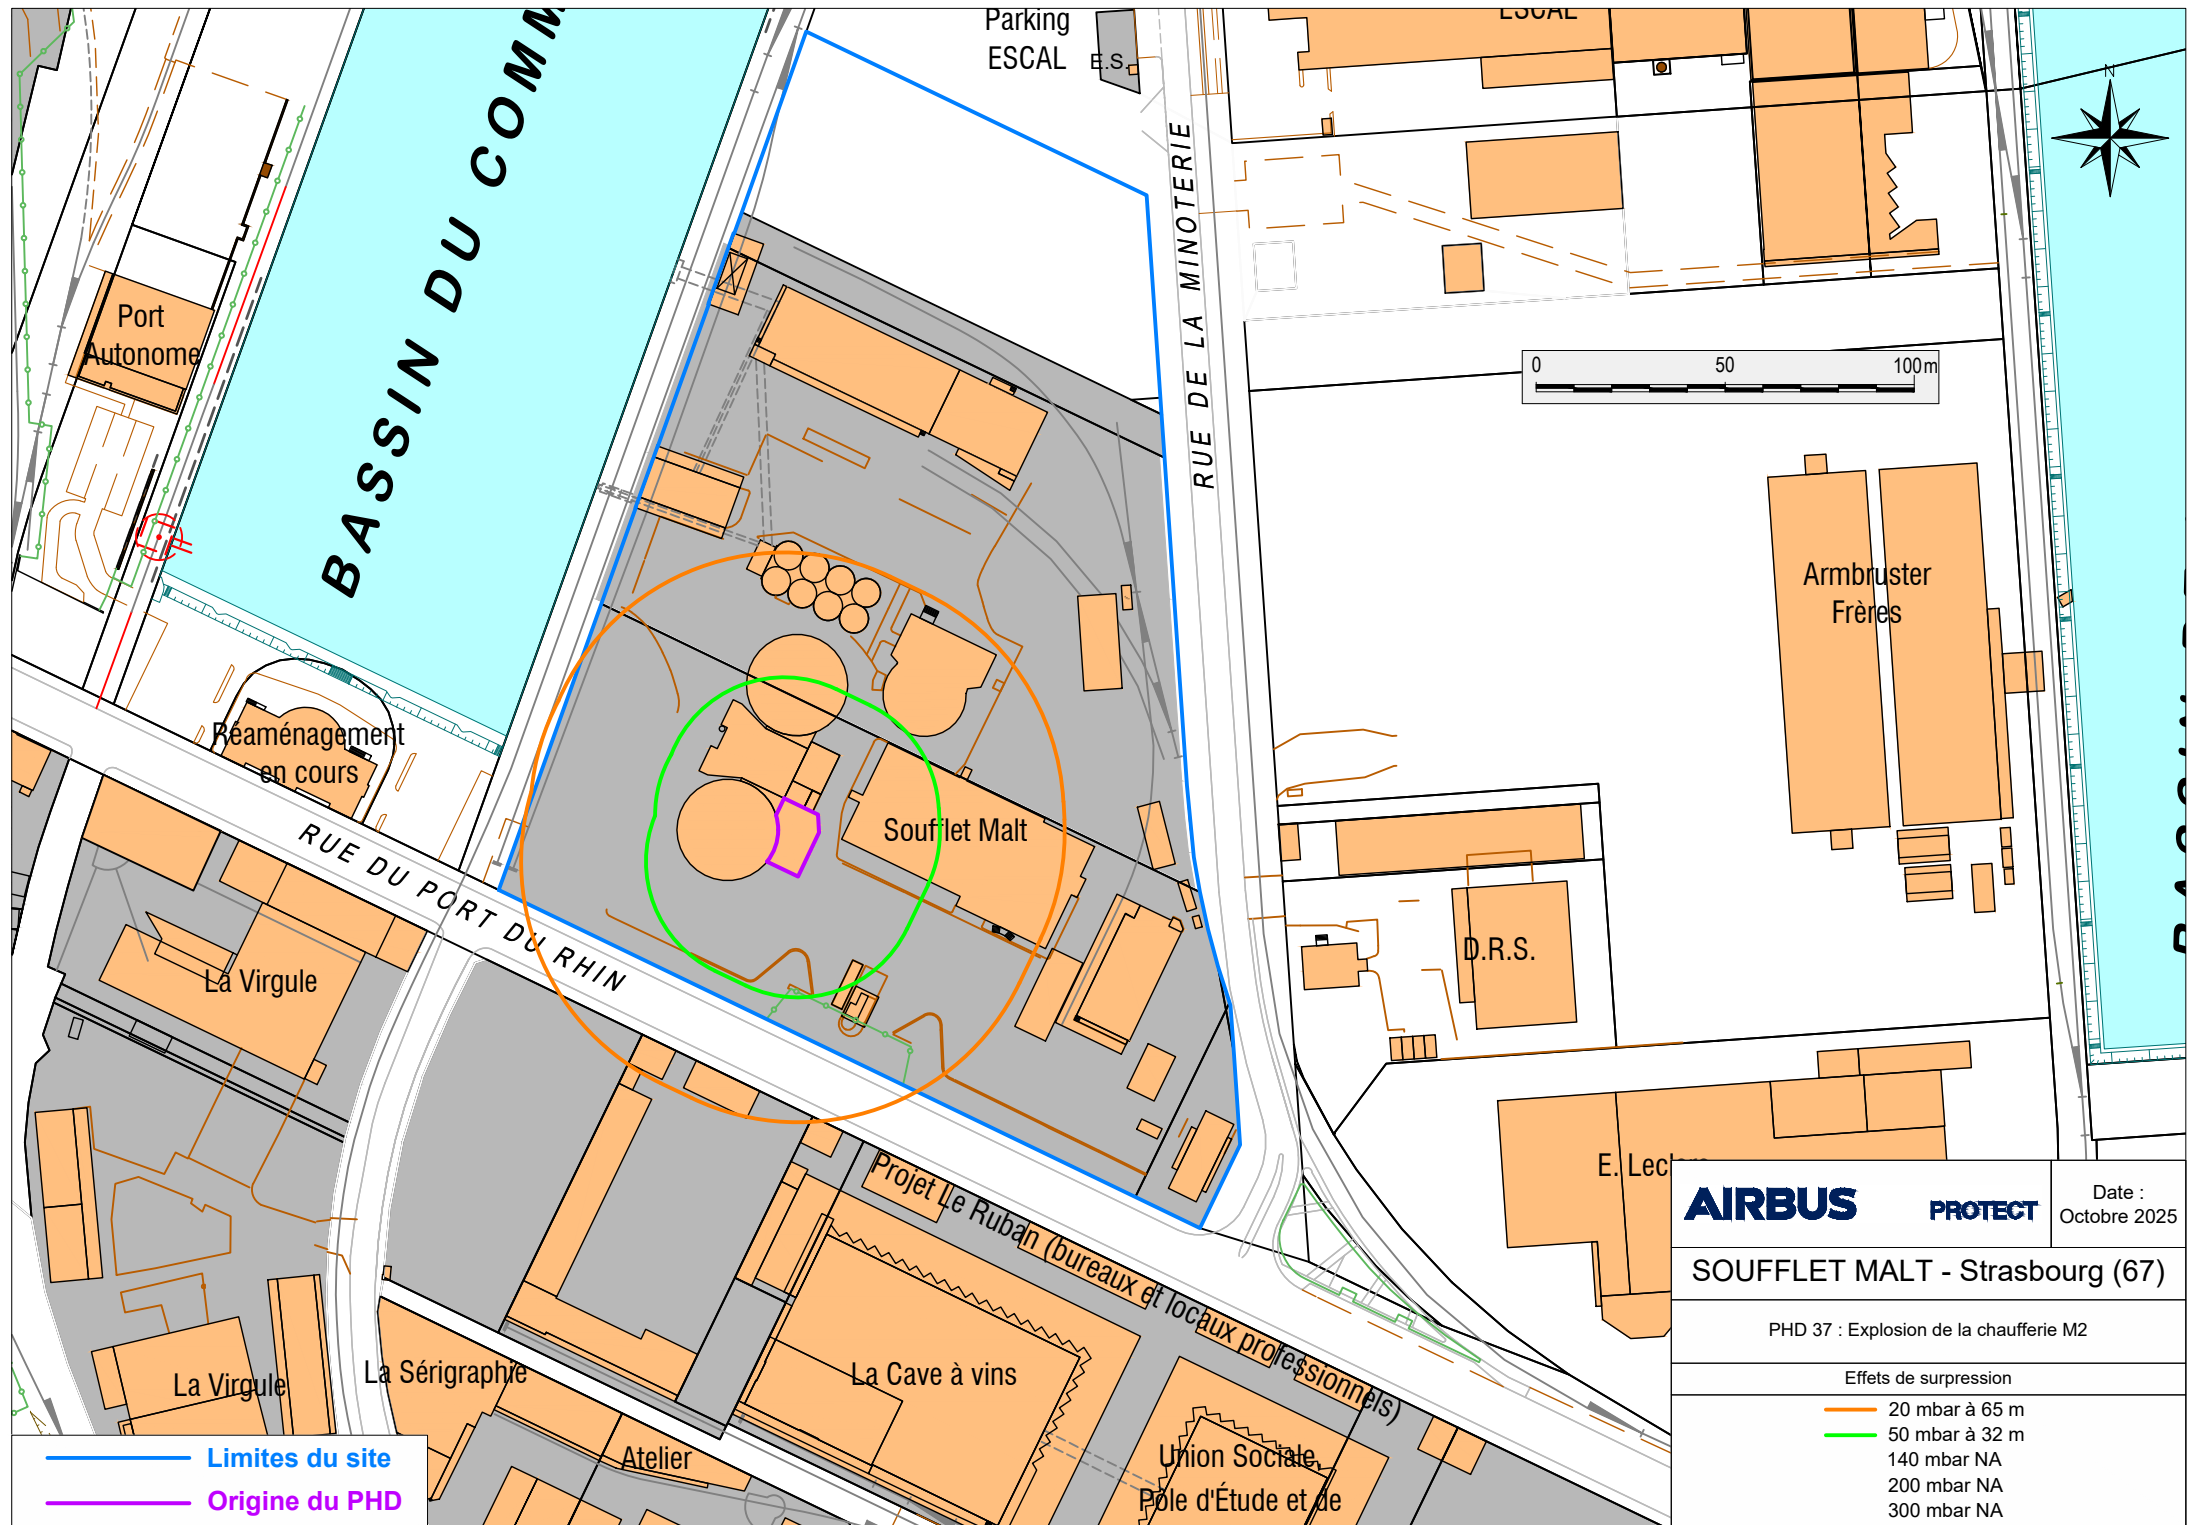 Parking
ESCAL
E.S.
ESCAL
N
BASSIN DU COMM
RUE DE LA MINOTERIE
Port
Autonome
0 50 100m
Armbruster
Frères
Réaménagement
en cours
Soufflet Malt
RUE DU PORT DU RHIN
La Virgule
D.R.S.
E. Leclerc
Projet Le Ruban (bureaux et locaux professionnels)
La Cave à vins
La Sérigraphie
La Virgule
Atelier
Union Sociale,
Pôle d'Étude et de
Limites du site
Origine du PHD
AIRBUS PROTECT
Date :
Octobre 2025
SOUFFLET MALT - Strasbourg (67)
PHD 37 : Explosion de la chaufferie M2
Effets de surpression
20 mbar à 65 m
50 mbar à 32 m
140 mbar NA
200 mbar NA
300 mbar NA